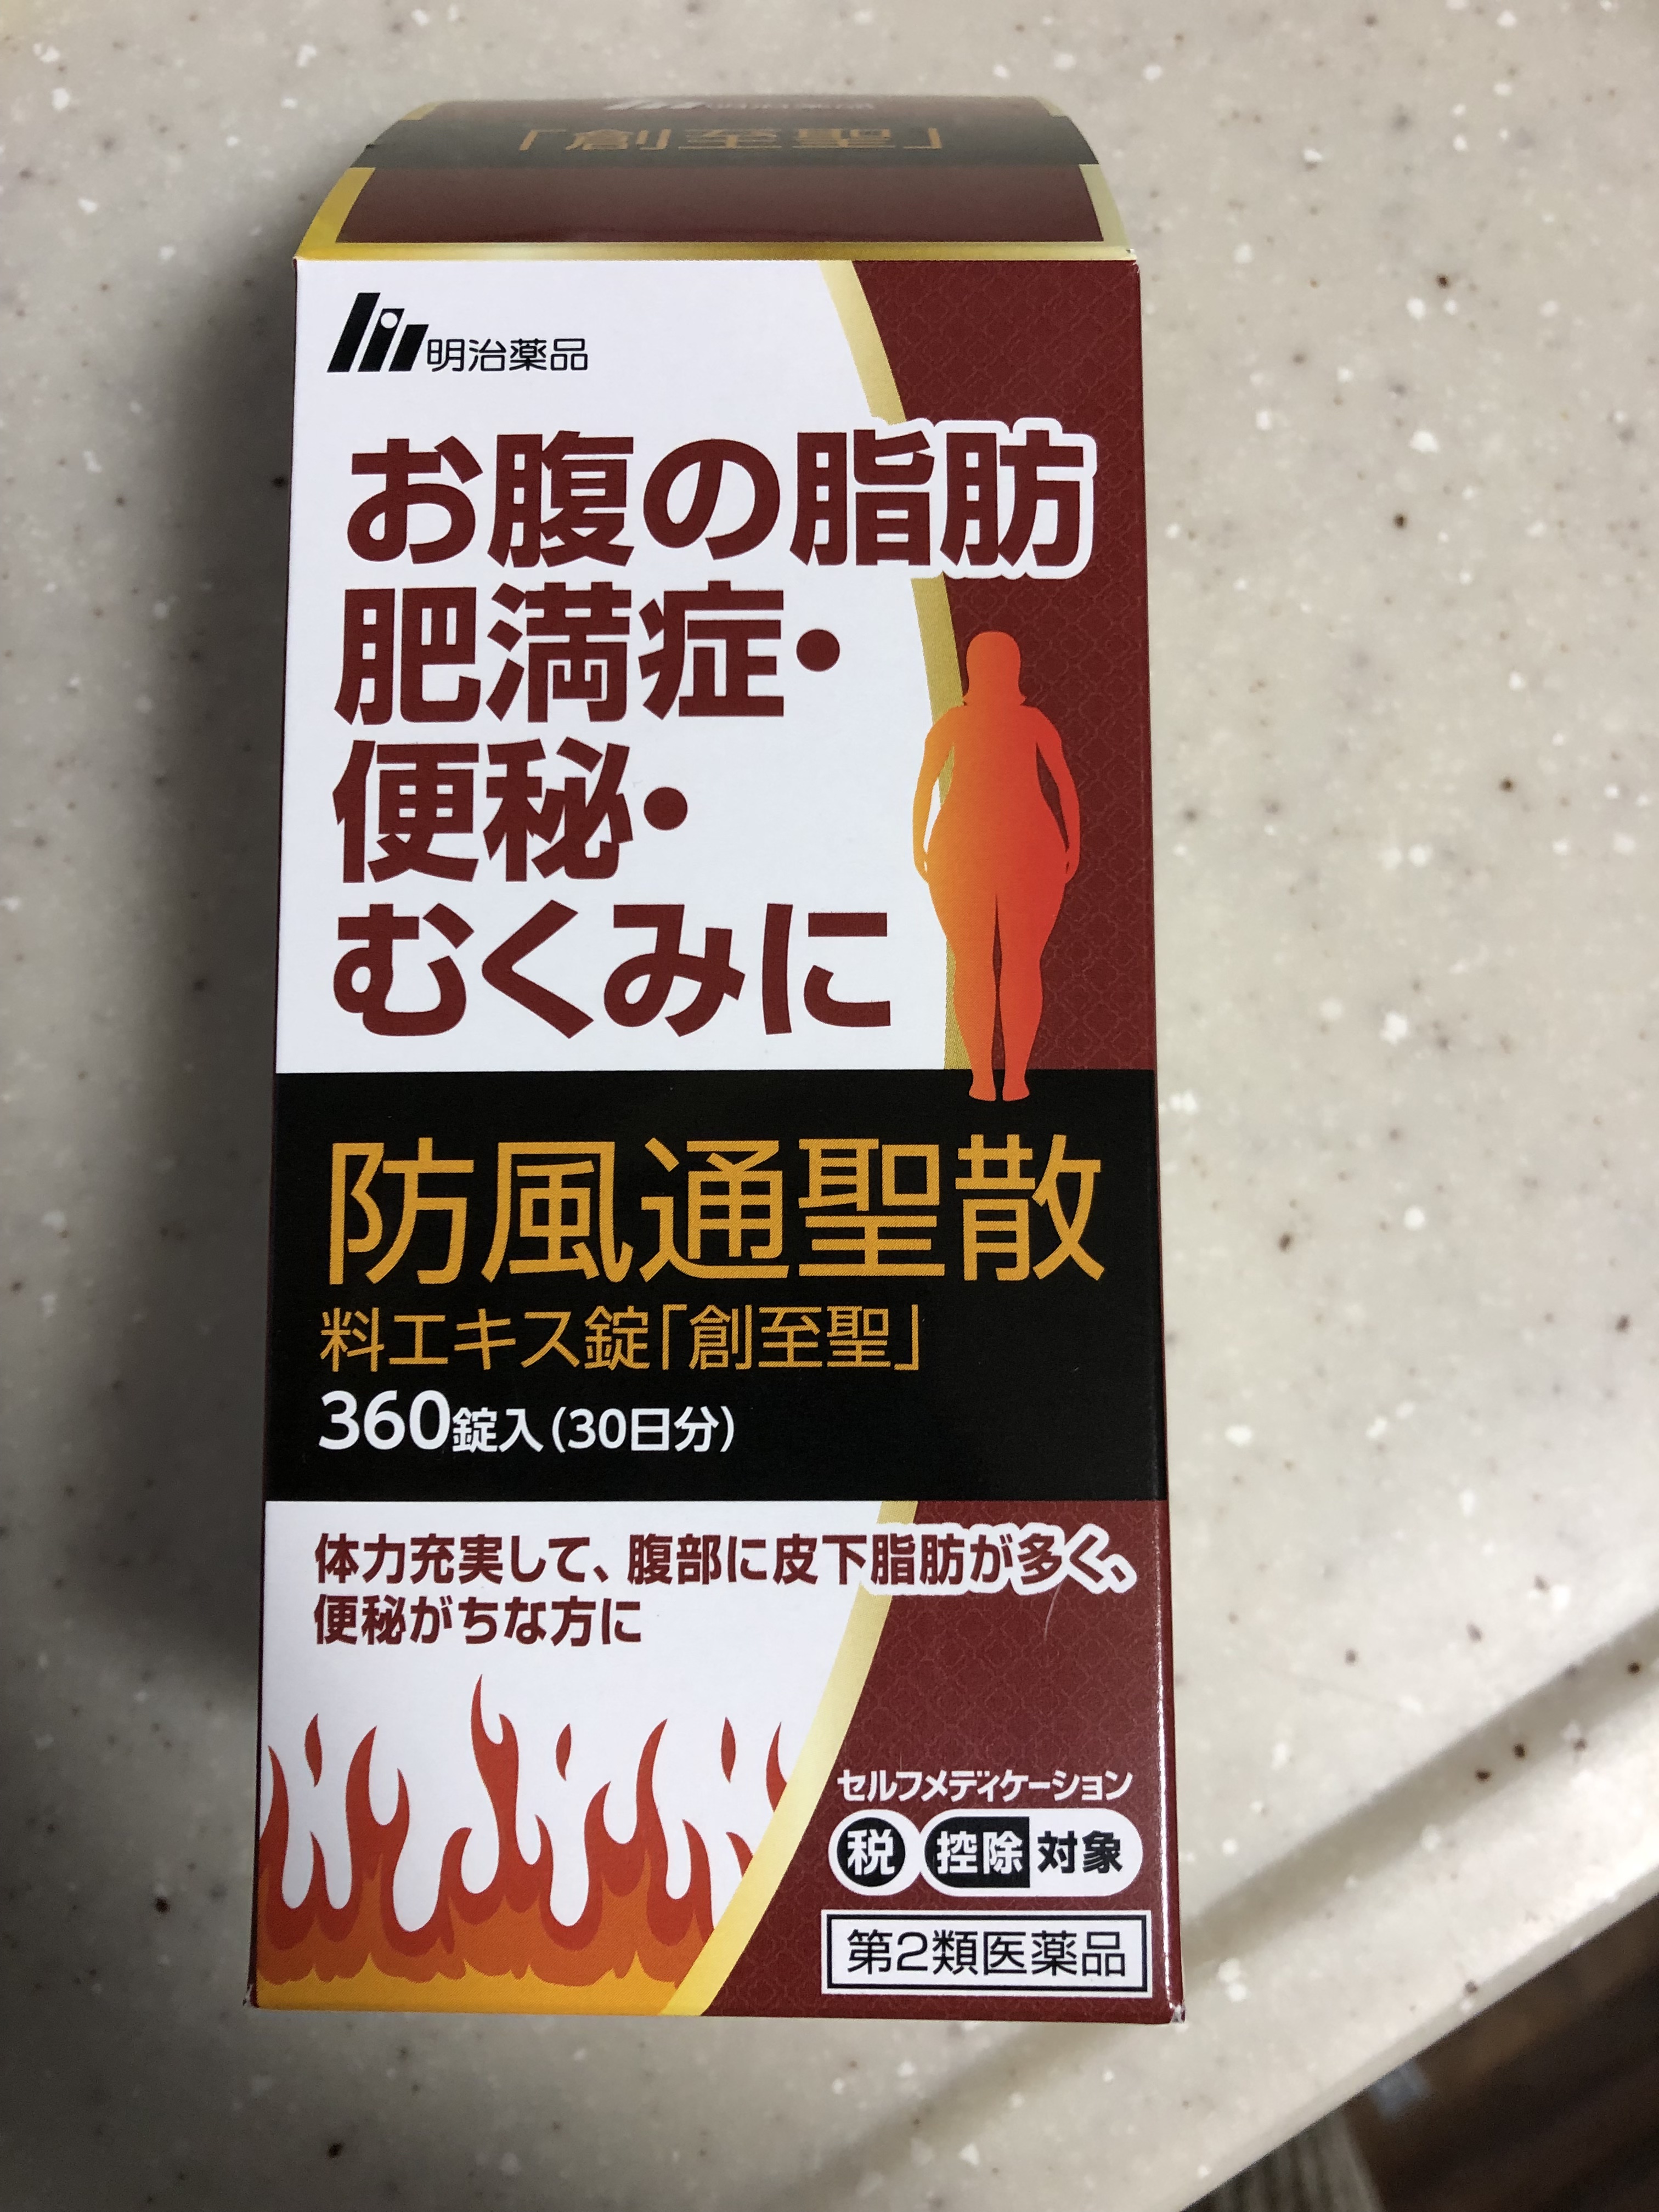 明治薬品
「創至聖」
明治薬品
お腹の脂肪
肥満症・
便秘・
むくみに
防風通聖散
料エキス錠「創至聖」
360錠入(30日分)
体力充実して、腹部に皮下脂肪が多く、
便秘がちな方に
セルフメディケーション
税 控除 対象
第2類医薬品